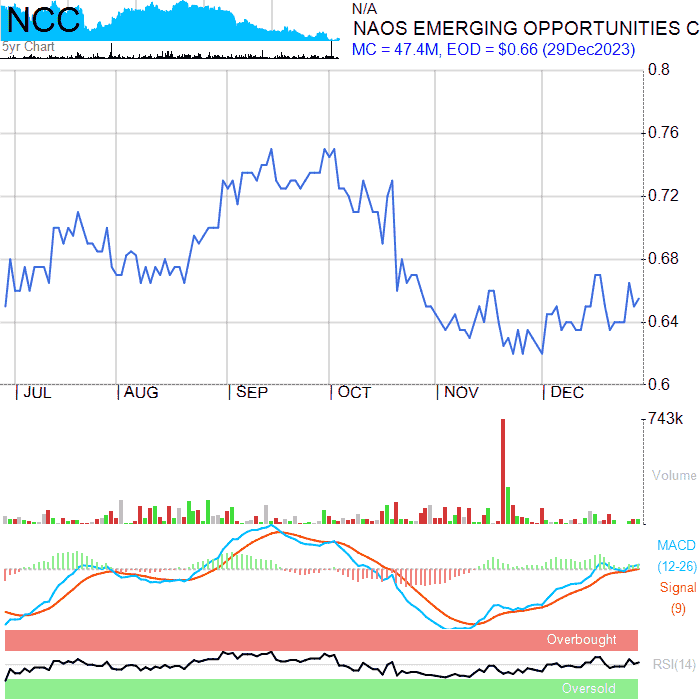 NCC
5yr Chart
N/A
NAOS EMERGING OPPORTUNITIES C
MC = 47.4M, EOD = $0.66 (29Dec2023)
0.8
0.76
0.72
0.68
0.64
0.6
JUL AUG SEP OCT NOV DEC
743k
Volume
MACD
(12-26)
Signal
(9)
Overbought
RSI(14)
Oversold